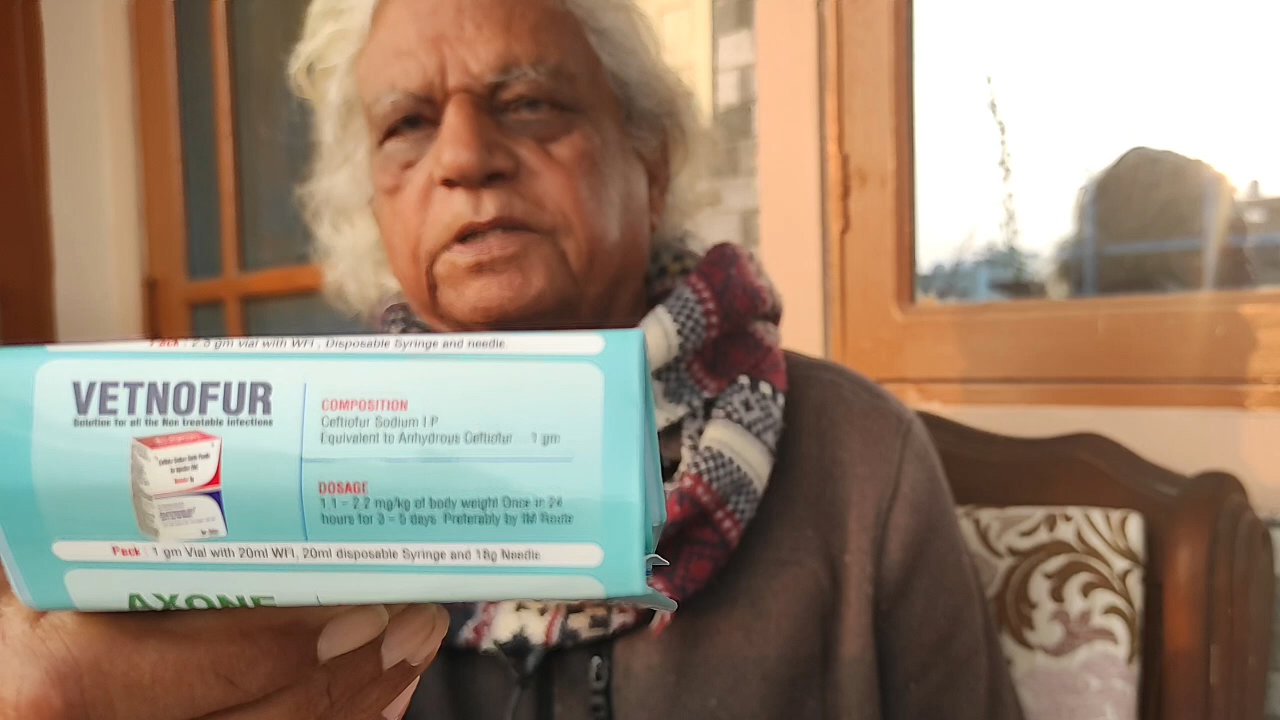 Pack : 2.5 gm vial with WFI, Disposable Syringe and needle.
VETNOFUR
Solution for all the Non treatable infections
COMPOSITION
Ceftiofur Sodium I P
Equivalent to Anhydrous Ceftiofur 1 gm
DOSAGE
1 1 – 2 2 mg/kg of body weight Once in 24
hours for 3 – 5 days Preferably by IM Route
Pack 1 gm Vial with 20ml WFI, 20ml disposable Syringe and 18g Needle
AXONE